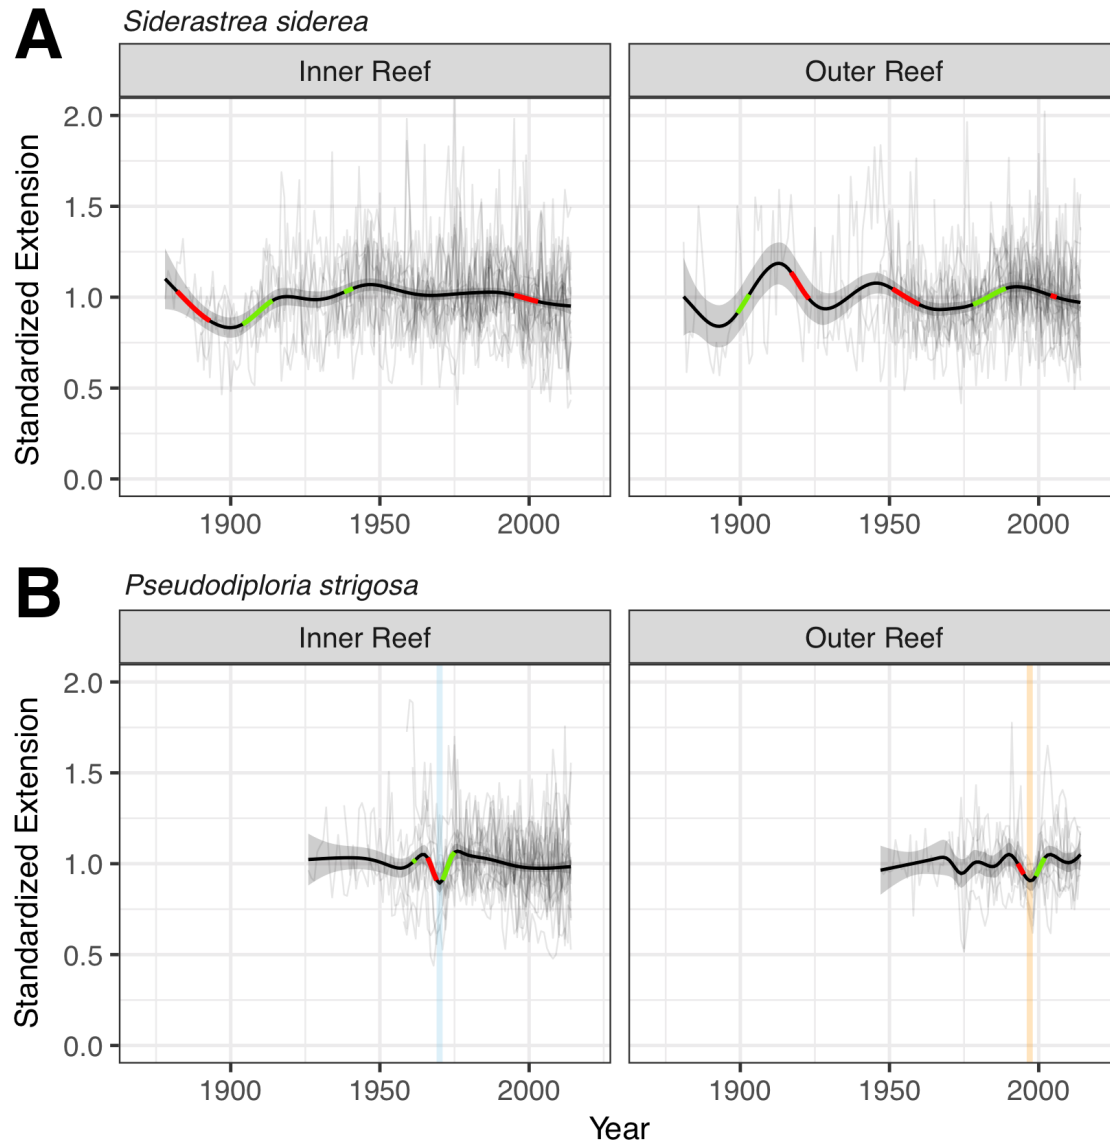 A
Siderastrea siderea
Inner Reef
Outer Reef
Standardized Extension
2.0
1.5
1.0
0.5
0.0
1900
1950
2000
1900
1950
2000
B
Pseudodiploria strigosa
Inner Reef
Outer Reef
Standardized Extension
2.0
1.5
1.0
0.5
0.0
1900
1950
2000
1900
1950
2000
Year